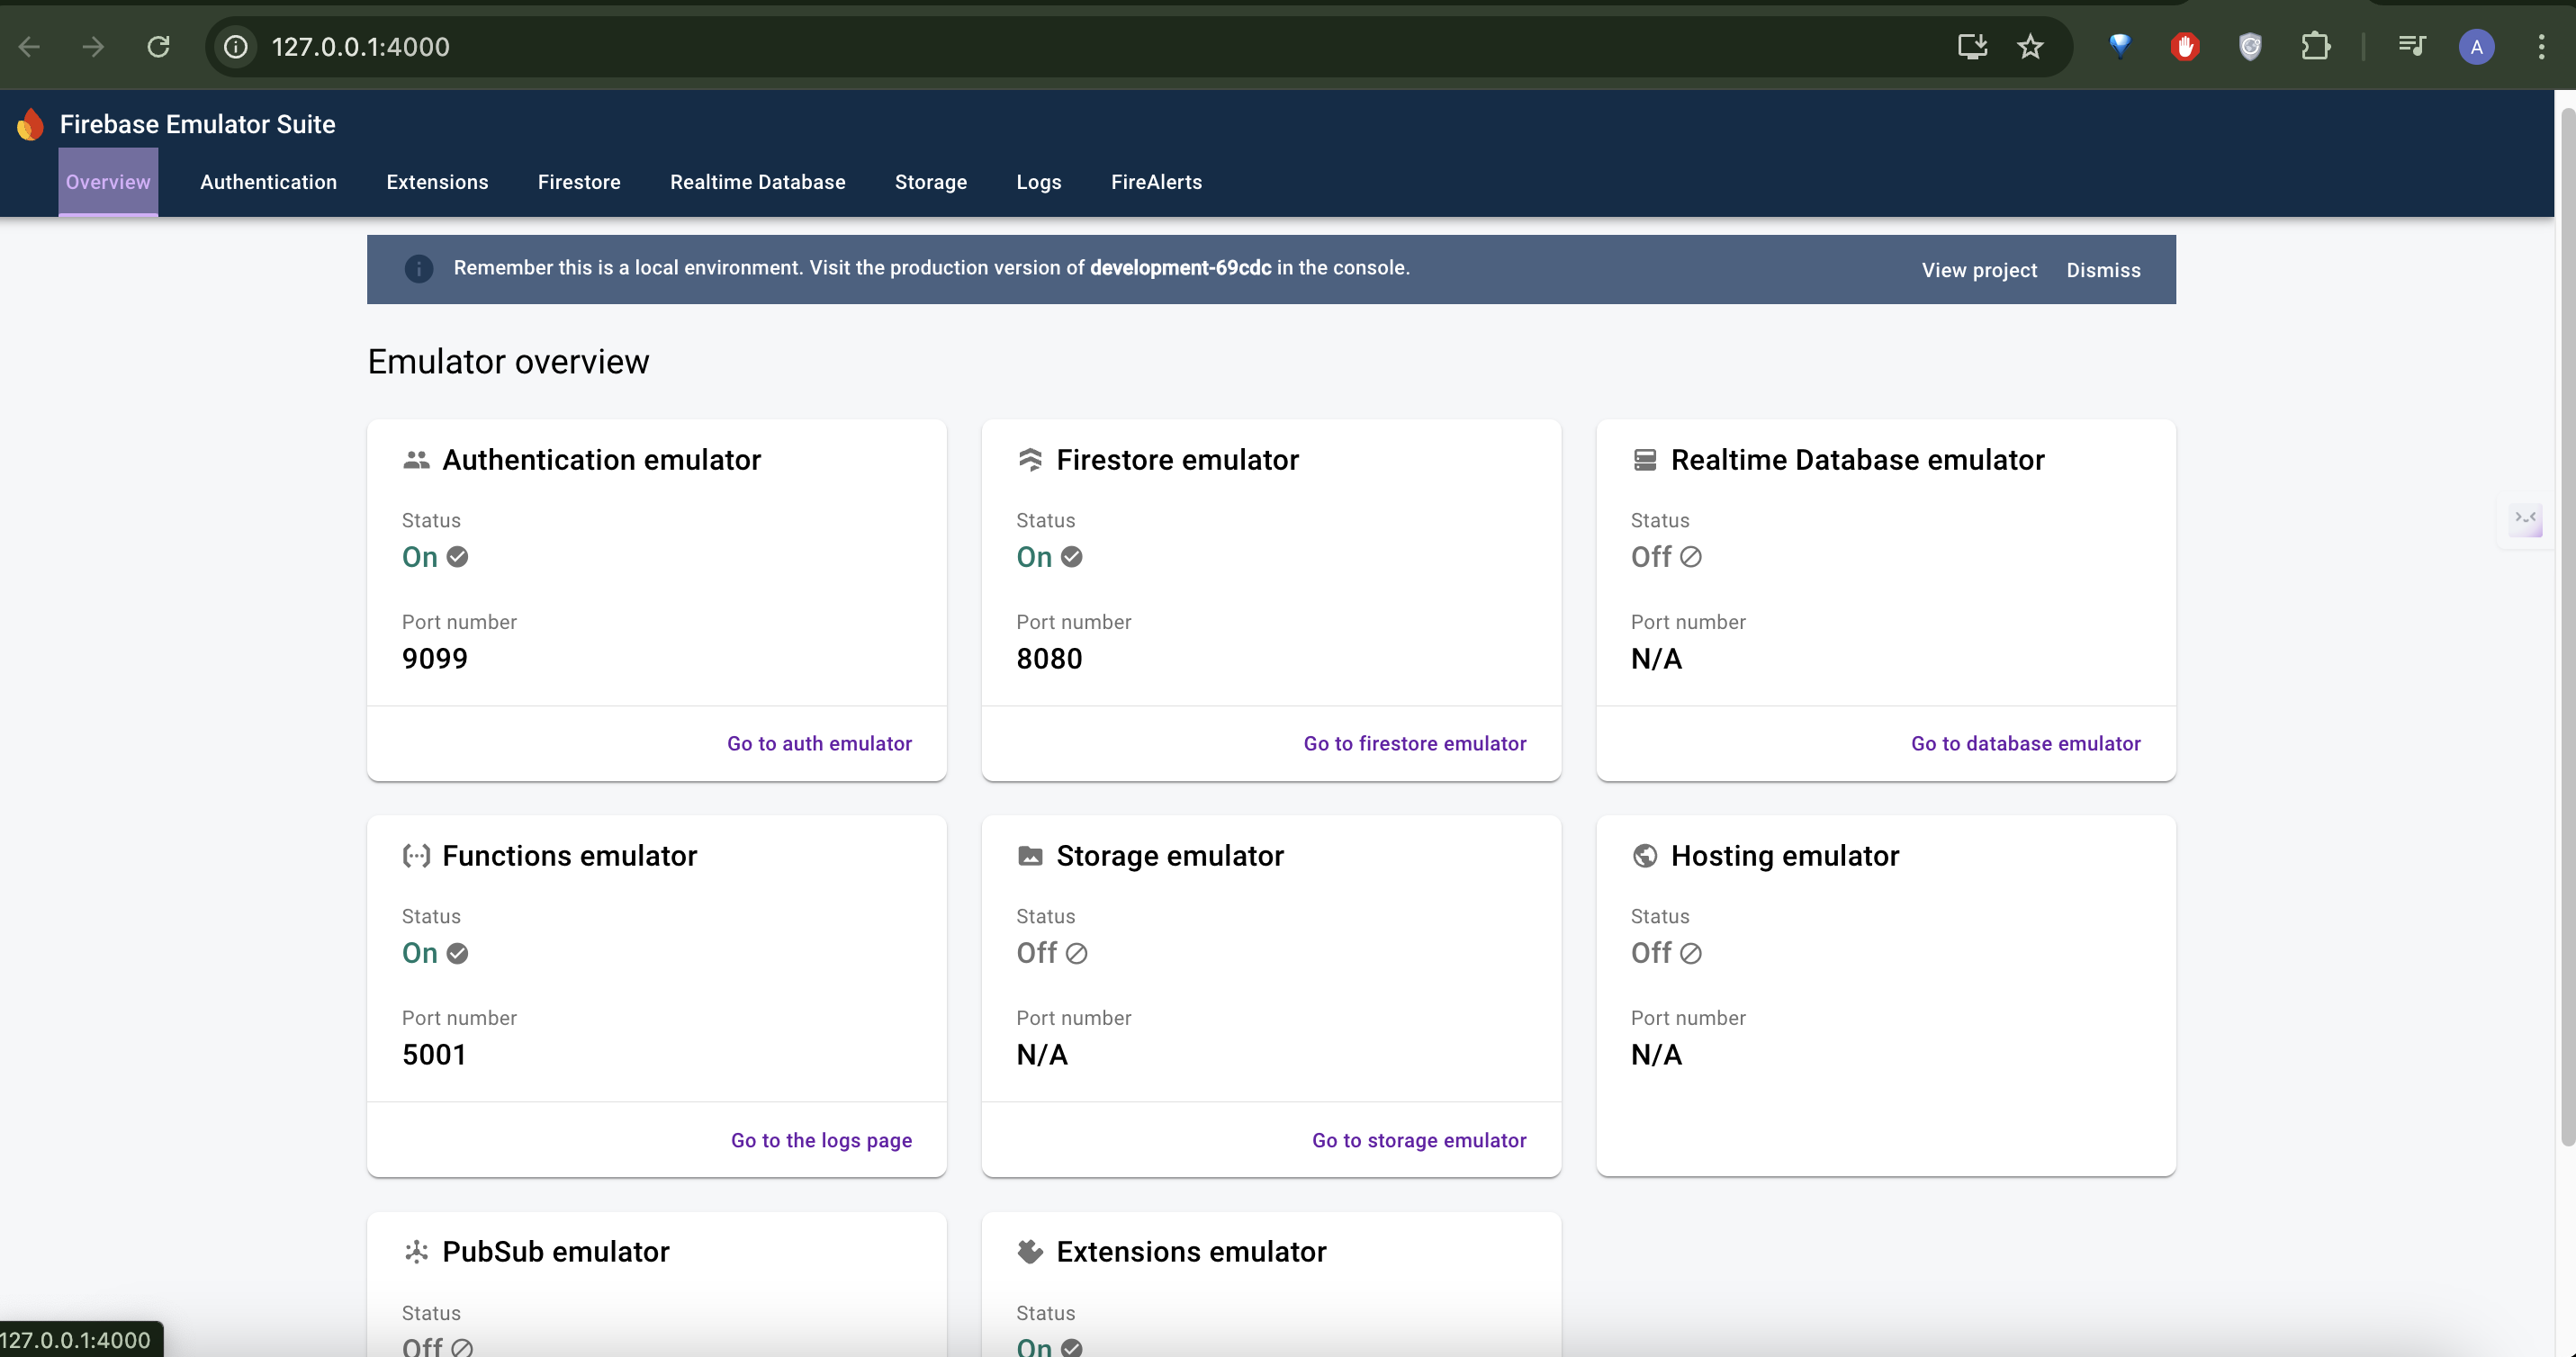 127.0.0.1:4000
A
Firebase Emulator Suite
Overview Authentication Extensions Firestore Realtime Database Storage Logs FireAlerts
Remember this is a local environment. Visit the production version of development-69cdc in the console. View project Dismiss
Emulator overview
Authentication emulator
Status
On
Port number
9099
Go to auth emulator
Firestore emulator
Status
On
Port number
8080
Go to firestore emulator
Realtime Database emulator
Status
Off
Port number
N/A
Go to database emulator
Functions emulator
Status
On
Port number
5001
Go to the logs page
Storage emulator
Status
Off
Port number
N/A
Go to storage emulator
Hosting emulator
Status
Off
Port number
N/A
PubSub emulator
Status
Off
Extensions emulator
Status
On
127.0.0.1:4000